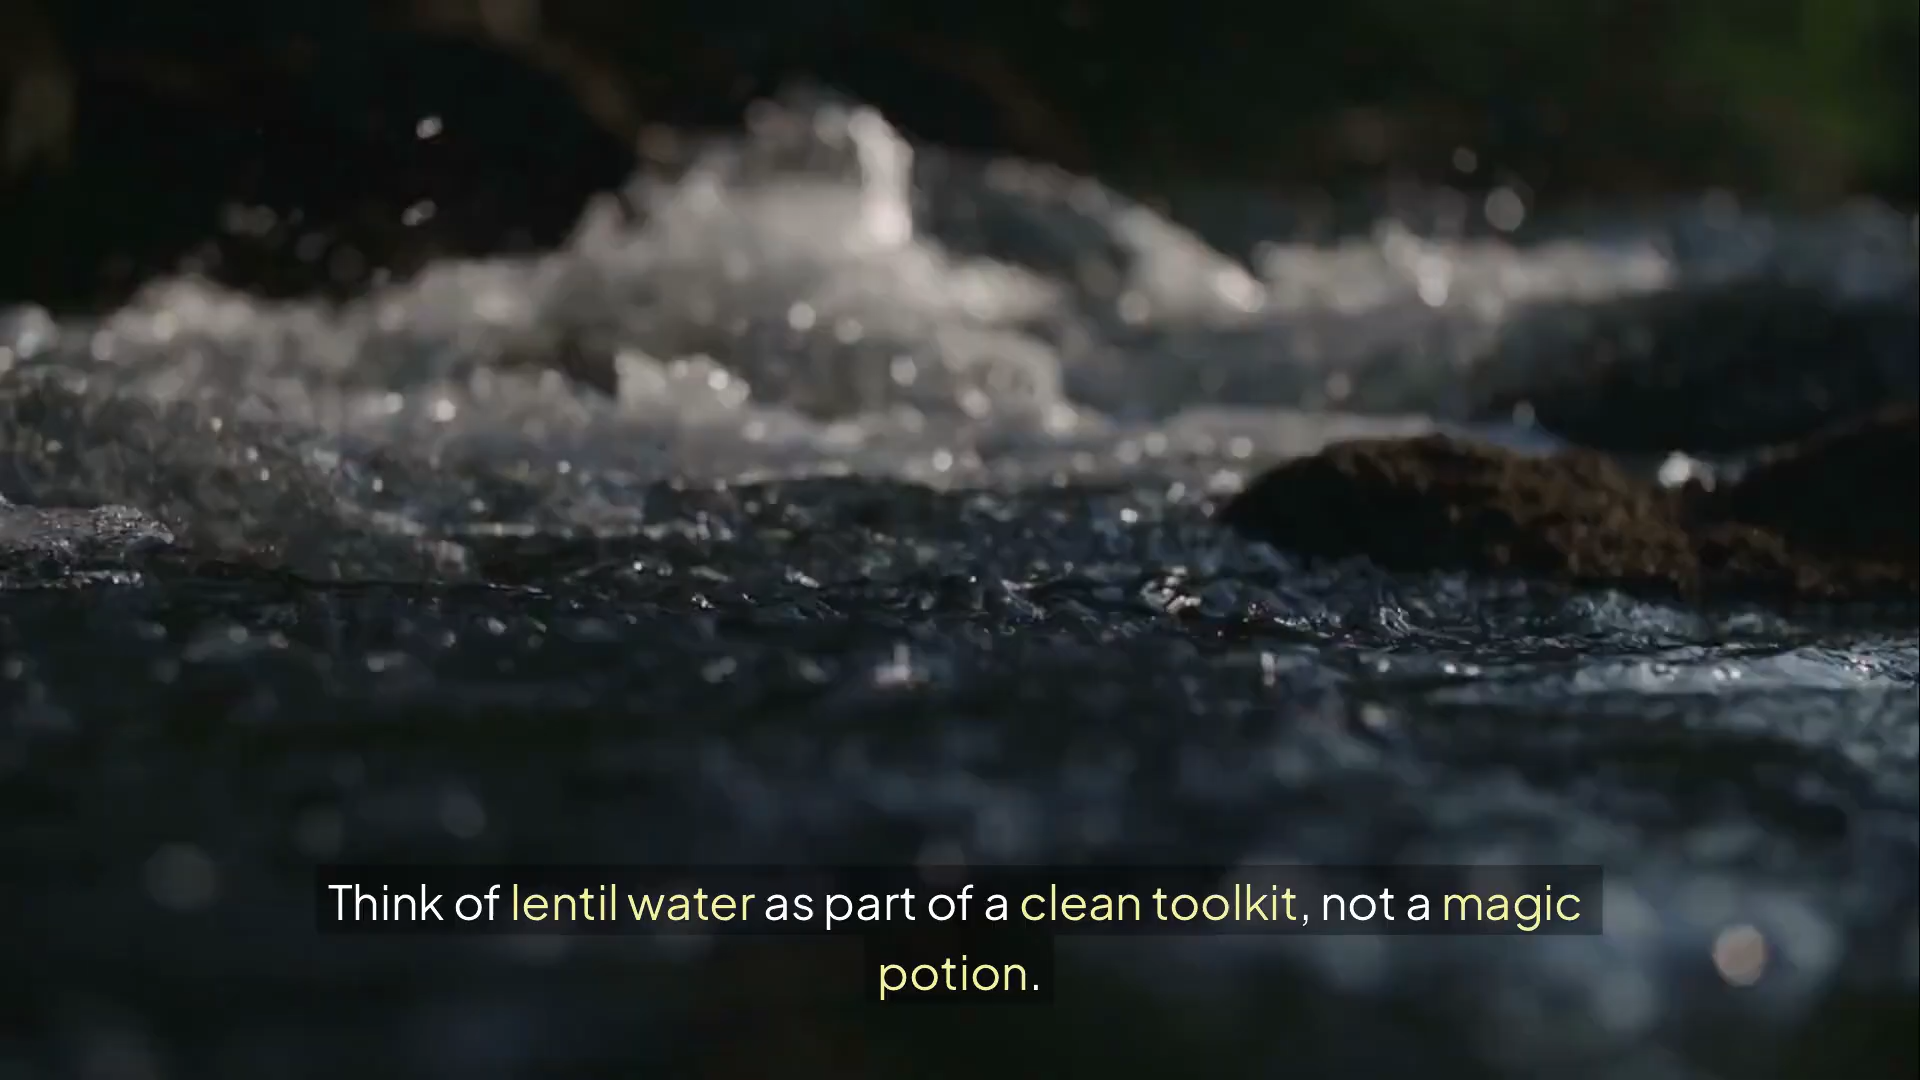 Think of lentil water as part of a clean toolkit, not a magic
potion.